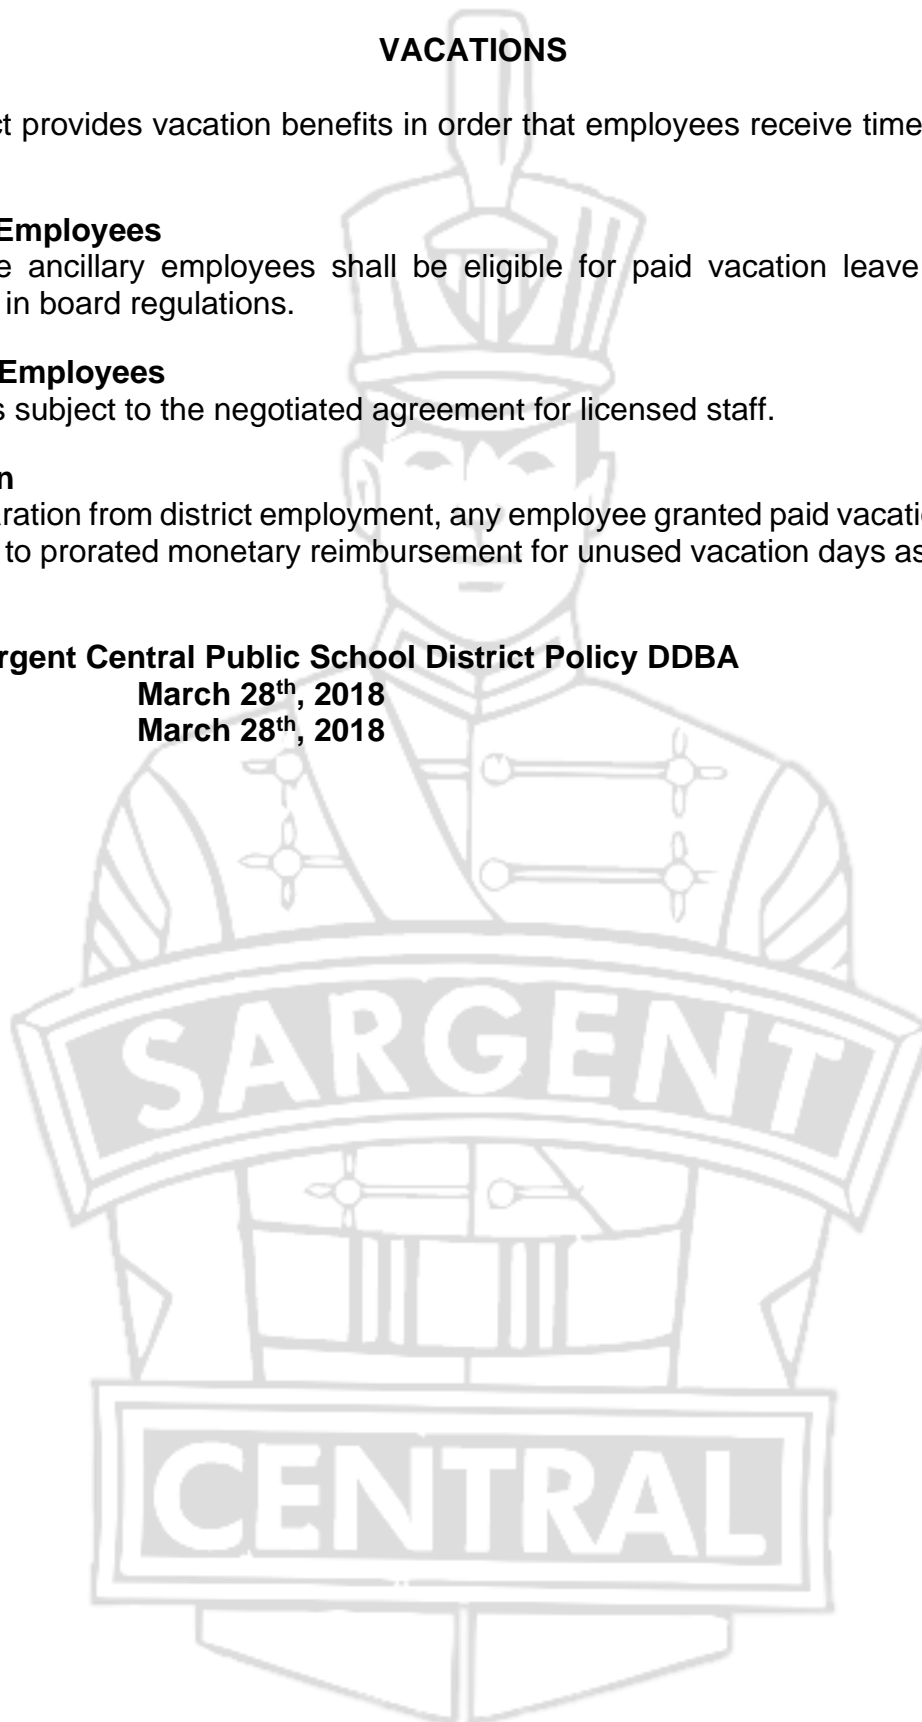 VACATIONS
ct provides vacation benefits in order that employees receive time
Employees
e ancillary employees shall be eligible for paid vacation leave
in board regulations.
Employees
s subject to the negotiated agreement for licensed staff.
n
aration from district employment, any employee granted paid vacati
to prorated monetary reimbursement for unused vacation days as
rgent Central Public School District Policy DDBA
March 28th, 2018
March 28th, 2018
SARGENT
CENTRAL